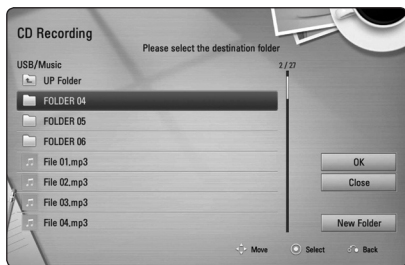 CD Recording
Please select the destination folder
USB/Music
2 / 27
UP Folder
FOLDER 04
FOLDER 05
FOLDER 06
File 01.mp3
File 02.mp3
File 03.mp3
File 04.mp3
OK
Close
New Folder
Move
Select
Back